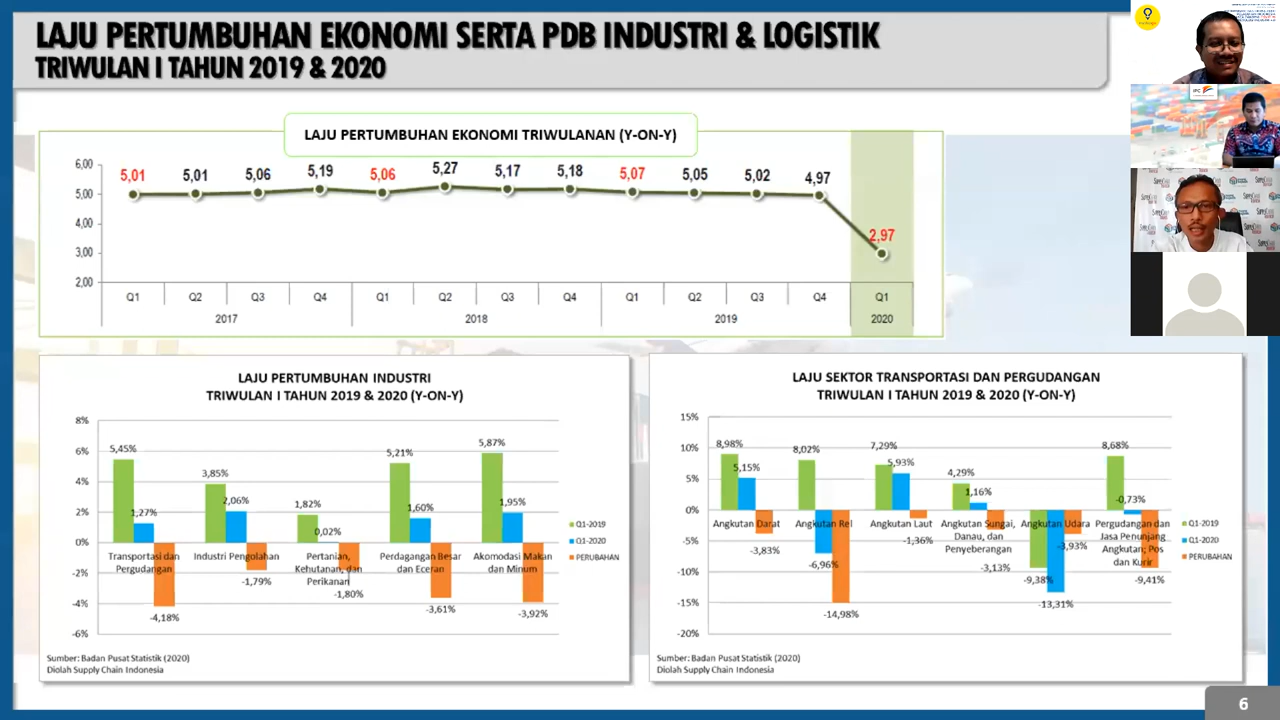 LAJU PERTUMBUHAN EKONOMI SERTA PDB INDUSTRI & LOGISTIK
TRIWULAN I TAHUN 2019 & 2020
LAJU PERTUMBUHAN EKONOMI TRIWULANAN (Y-ON-Y)
6,00
5,00
4,00
3,00
2,00
5,01 5,01 5,06 5,19 5,06 5,27 5,17 5,18 5,07 5,05 5,02 4,97 2,97
Q1 Q2 Q3 Q4 Q1 Q2 Q3 Q4 Q1 Q2 Q3 Q4 Q1
2017 2018 2019 2020
LAJU PERTUMBUHAN INDUSTRI
TRIWULAN I TAHUN 2019 & 2020 (Y-ON-Y)
8%
6%
4%
2%
0%
-2%
-4%
-6%
5,45% 1,27% -4,18%
3,85% 2,06% -1,79%
1,82% 0,02% -1,80%
5,21% 1,60% -3,61%
5,87% 1,95% -3,92%
Transportasi dan
Pergudangan
Industri Pengolahan
Pertanian,
Kehutanan, dan
Perikanan
Perdagangan Besar
dan Eceran
Akomodasi Makan
dan Minum
Q1-2019
Q1-2020
PERUBAHAN
Sumber: Badan Pusat Statistik (2020)
Diolah Supply Chain Indonesia
LAJU SEKTOR TRANSPORTASI DAN PERGUDANGAN
TRIWULAN I TAHUN 2019 & 2020 (Y-ON-Y)
15%
10%
5%
0%
-5%
-10%
-15%
-20%
8,98% 5,15% -3,83%
8,02% -6,96% -14,98%
7,29% 5,93% -1,36%
4,29% 1,16% -3,13%
-9,38% -13,31% -3,93%
8,68% -0,73% -9,41%
Angkutan Darat
Angkutan Rel
Angkutan Laut
Angkutan Sungai,
Danau, dan
Penyeberangan
Angkutan Udara
Pergudangan dan
Jasa Penunjang
Angkutan; Pos
dan Kurir
Q1-2019
Q1-2020
PERUBAHAN
Sumber: Badan Pusat Statistik (2020)
Diolah Supply Chain Indonesia
6
IPC